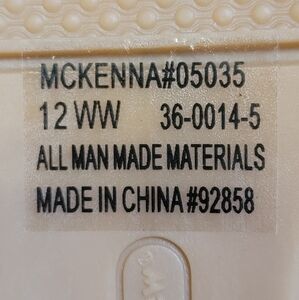 MCKENNA#05035
12 WW 36-0014-5
ALL MAN MADE MATERIALS
MADE IN CHINA #92858